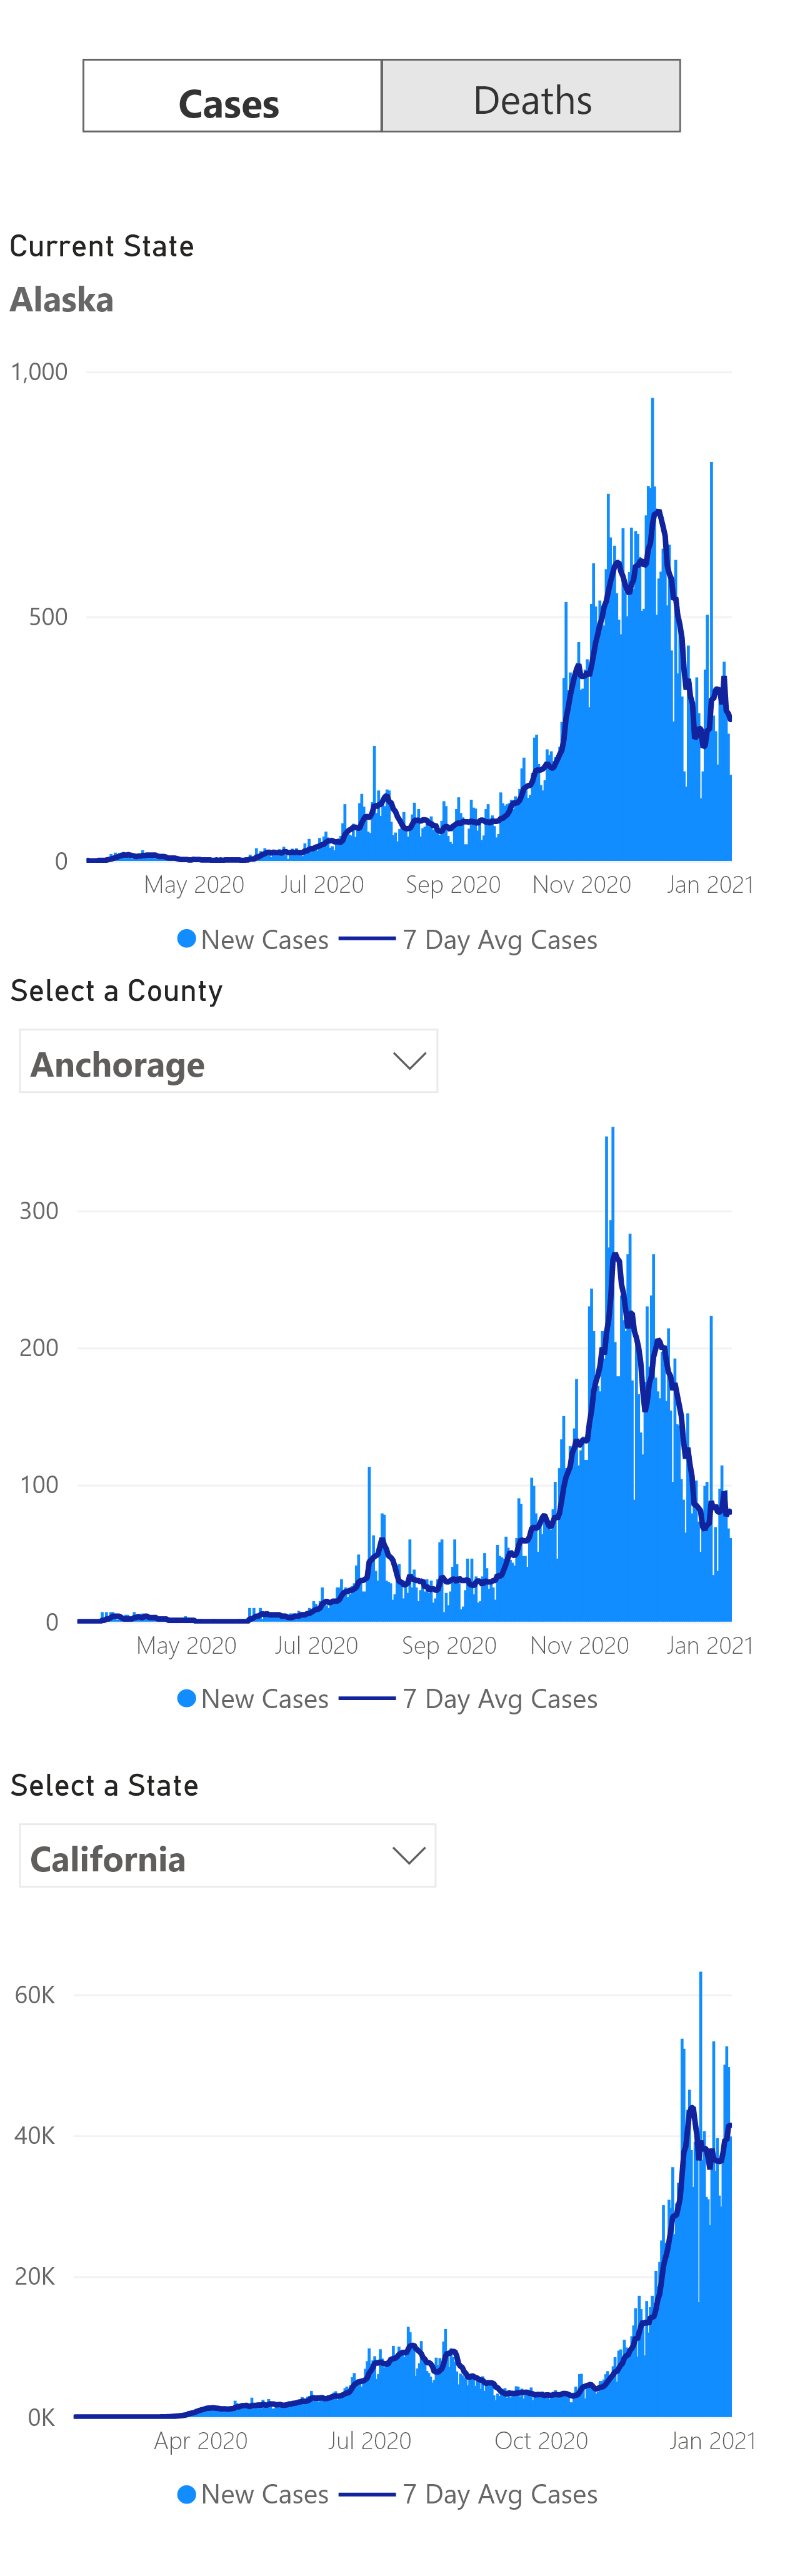 Cases Deaths
Current State
Alaska
1,000
500
0
May 2020 Jul 2020 Sep 2020 Nov 2020 Jan 2021
New Cases 7 Day Avg Cases
Select a County
Anchorage
300
200
100
0
May 2020 Jul 2020 Sep 2020 Nov 2020 Jan 2021
New Cases 7 Day Avg Cases
Select a State
California
60K
40K
20K
0K
Apr 2020 Jul 2020 Oct 2020 Jan 2021
New Cases 7 Day Avg Cases